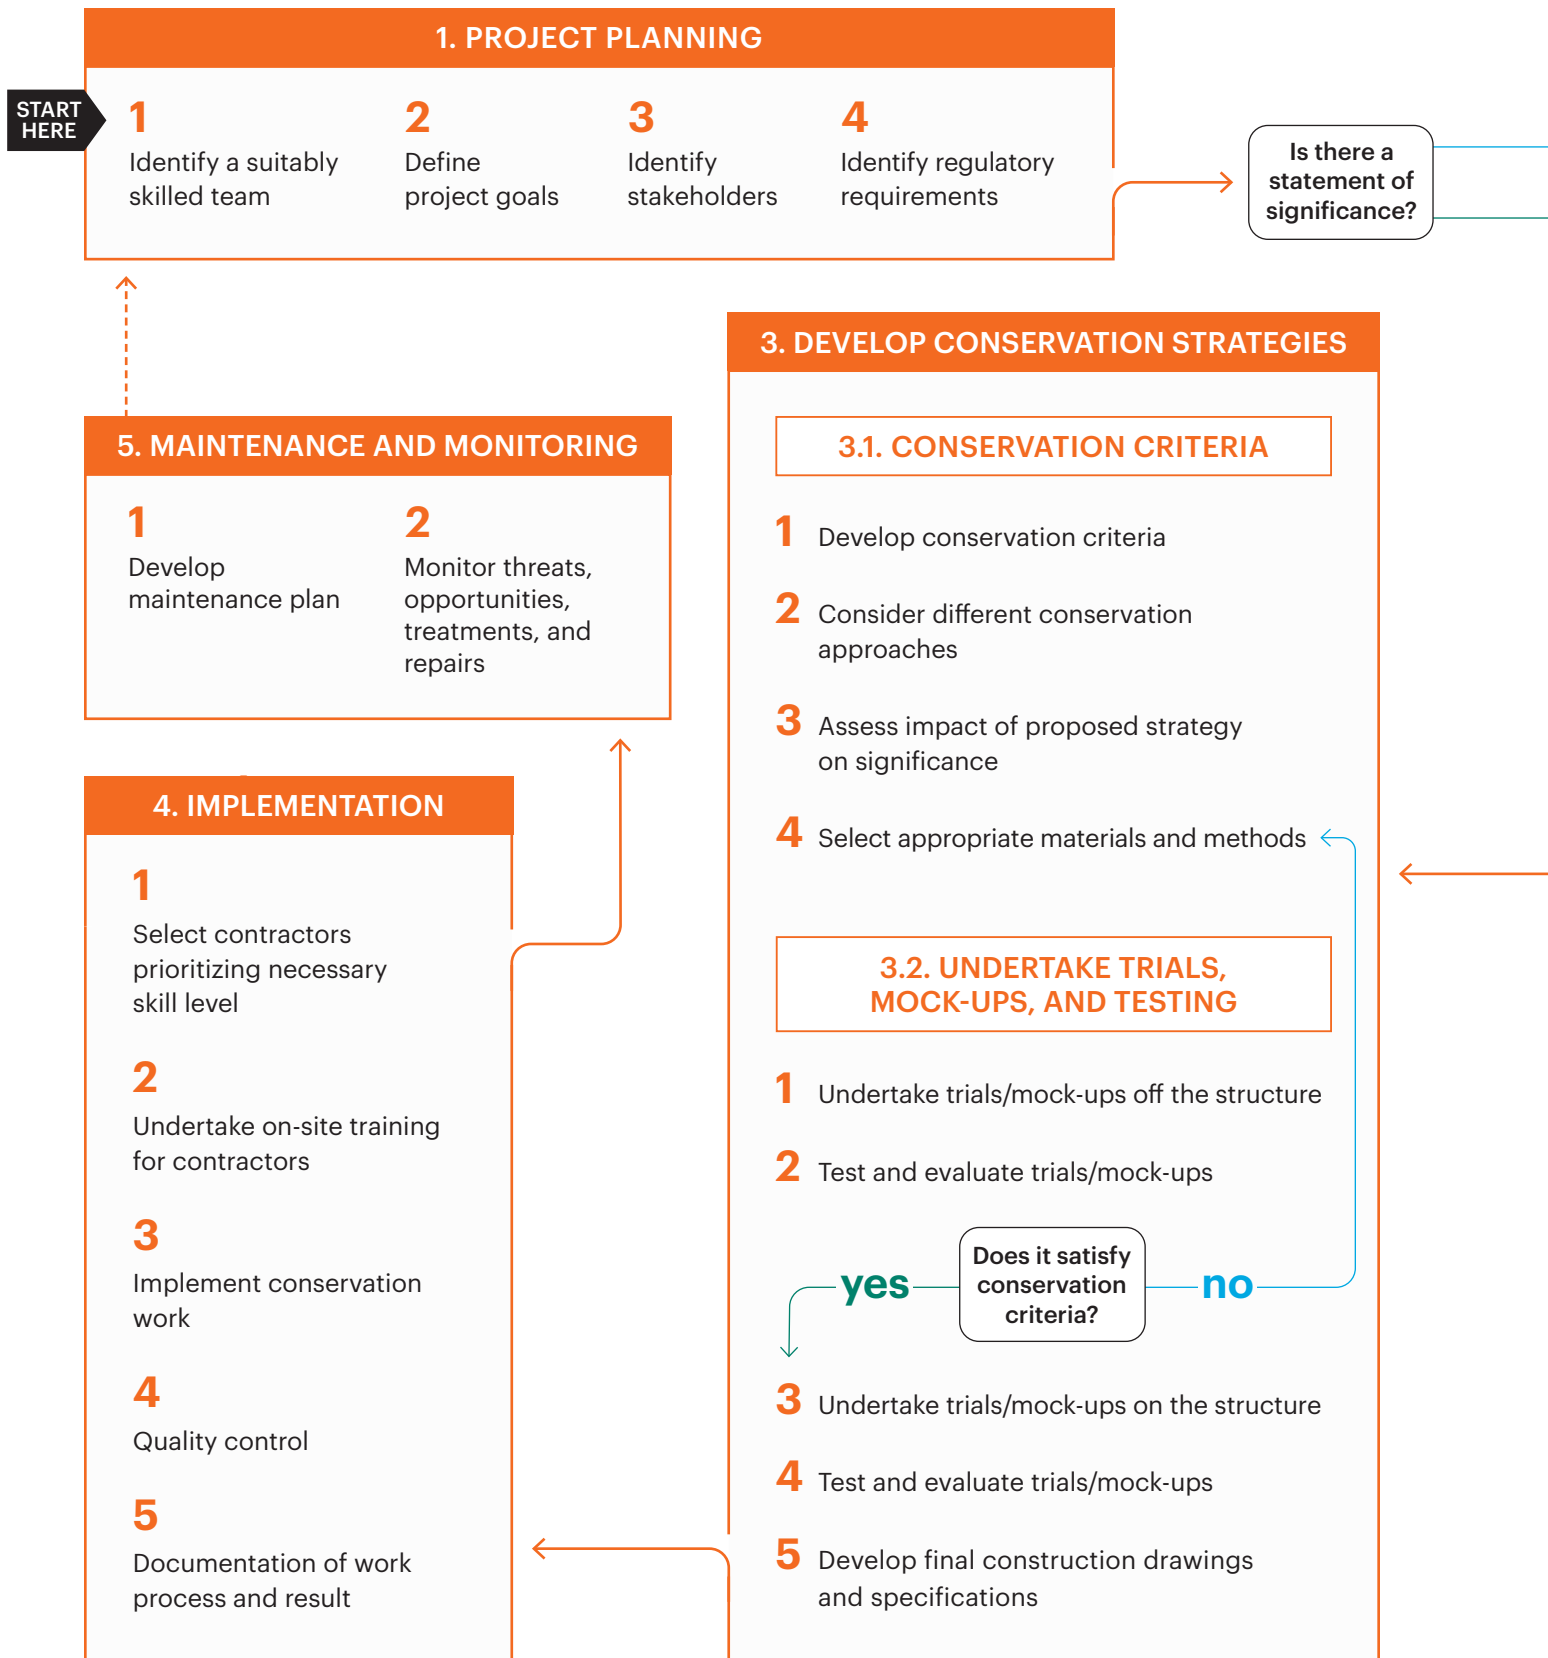 1. PROJECT PLANNING
START
HERE
1
Identify a suitably
skilled team
2
Define
project goals
3
Identify
stakeholders
4
Identify regulatory
requirements
Is there a
statement of
significance?
5. MAINTENANCE AND MONITORING
1
Develop
maintenance plan
2
Monitor threats,
opportunities,
treatments, and
repairs
4. IMPLEMENTATION
1
Select contractors
prioritizing necessary
skill level
2
Undertake on-site training
for contractors
3
Implement conservation
work
4
Quality control
5
Documentation of work
process and result
3. DEVELOP CONSERVATION STRATEGIES
3.1. CONSERVATION CRITERIA
1 Develop conservation criteria
2 Consider different conservation
approaches
3 Assess impact of proposed strategy
on significance
4 Select appropriate materials and methods
3.2. UNDERTAKE TRIALS,
MOCK-UPS, AND TESTING
1 Undertake trials/mock-ups off the structure
2 Test and evaluate trials/mock-ups
Does it satisfy
conservation
criteria?
yes
no
3 Undertake trials/mock-ups on the structure
4 Test and evaluate trials/mock-ups
5 Develop final construction drawings
and specifications